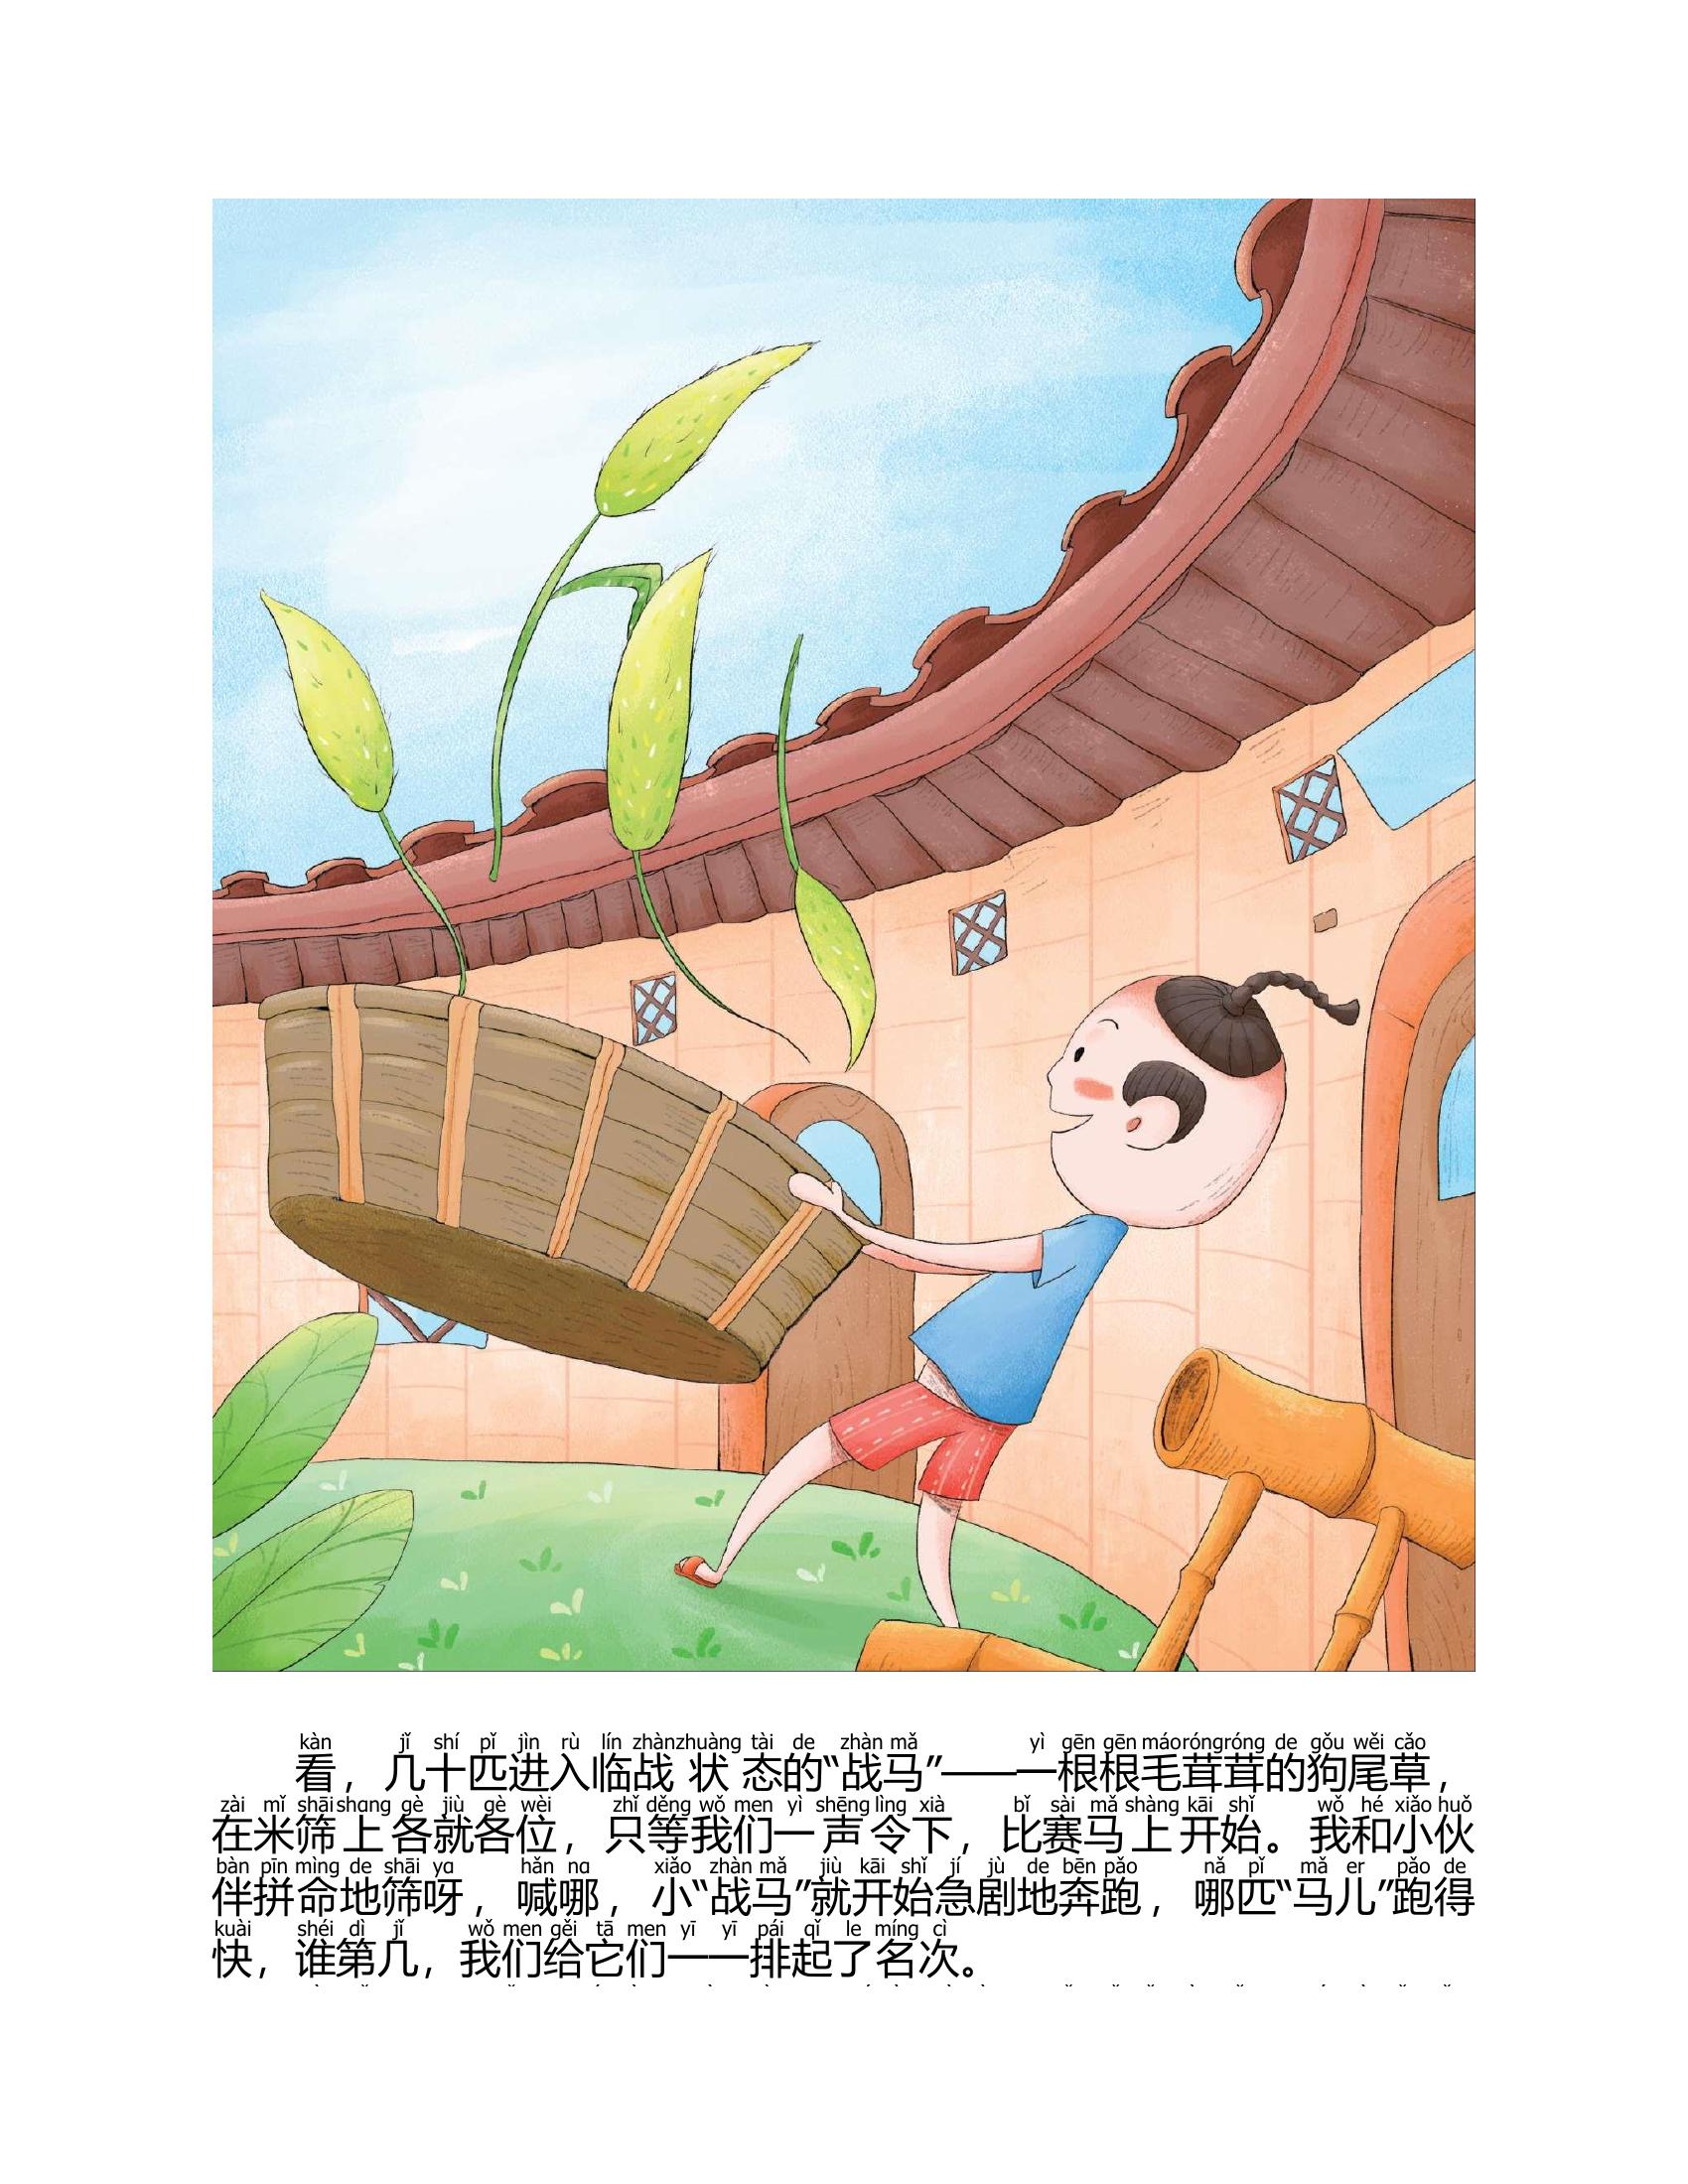 kàn jǐ shí pǐ jìn rù lín zhànzhuàng tài de zhàn mǎ yì gēn gēn máoróngróng de gǒu wěi cǎo
看，几十匹进入临战状态的“战马”——一根根毛茸茸的狗尾草，
zài mǐ shāishang gè jiù gè wèi zhǐ děng wǒ men yì shēng lìng xià bǐ sài mǎ shàng kāi shǐ wǒ hé xiǎo huǒ
在米筛上各就各位，只等我们一声令下，比赛马上开始。我和小伙
bàn pīn mìng de shāi ya hǎn na xiǎo zhàn mǎ jiù kāi shǐ jí jù de bēn pǎo nǎ pǐ mǎ er pǎo de
伴拼命地筛呀，喊哪，小“战马”就开始急剧地奔跑，哪匹“马儿”跑得
kuài shéi dì jǐ wǒ men gěi tā men yī yī pái qǐ le míng cì
快，谁第几，我们给它们一一排起了名次。